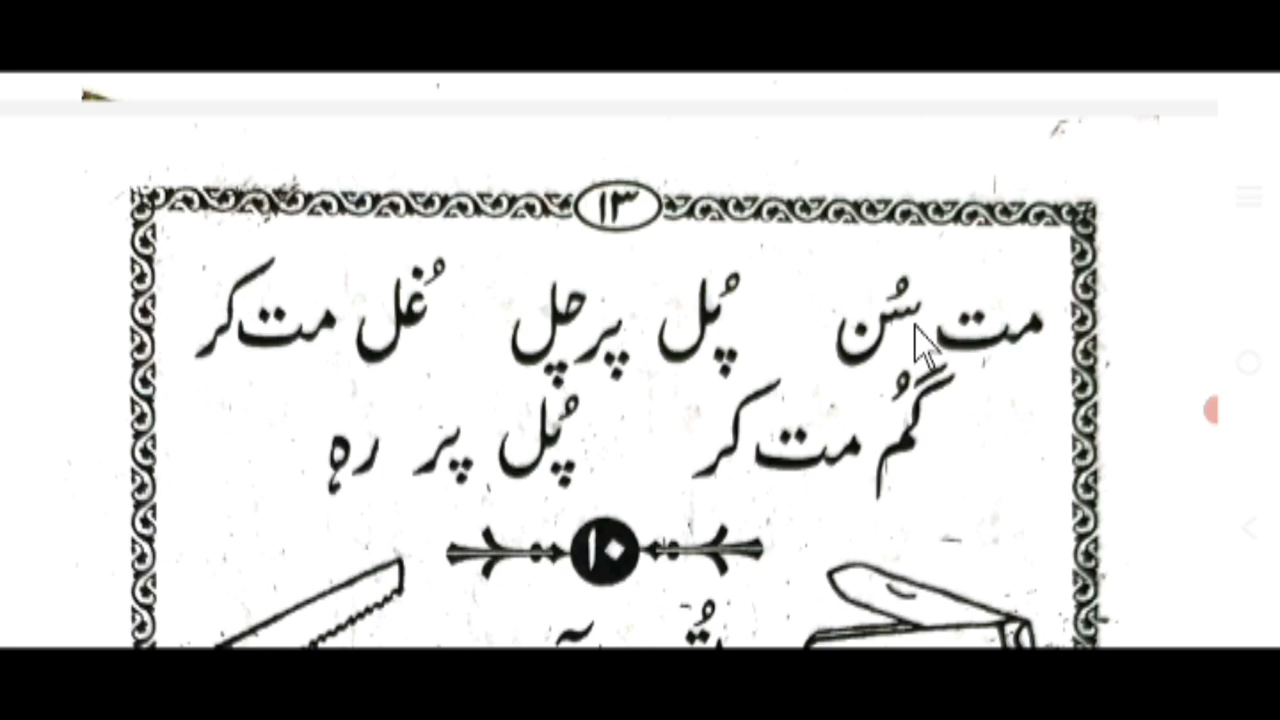 ۱۳
مت سُن پُل پر چل غُل مت کر
گُم مت کر پُل پر رہ
۱۰